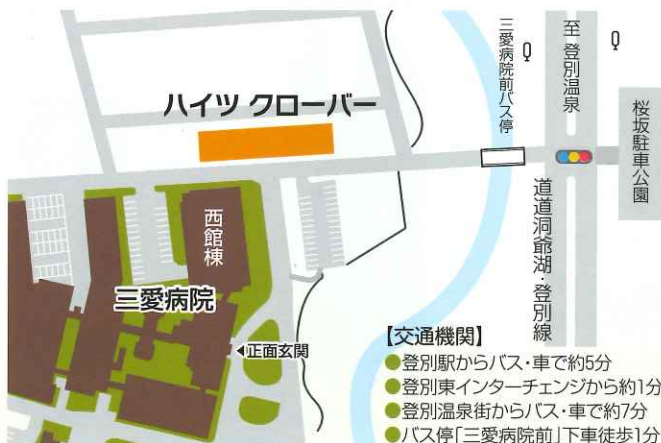 三愛病院前バス停
至 登別温泉
桜坂駐車公園
ハイツ クローバー
道道洞爺湖・登別線
西館棟
三愛病院
正面玄関
【交通機関】
●登別駅からバス・車で約5分
●登別東インターチェンジから約1分
●登別温泉街からバス・車で約7分
●バス停「三愛病院前」下車徒歩1分